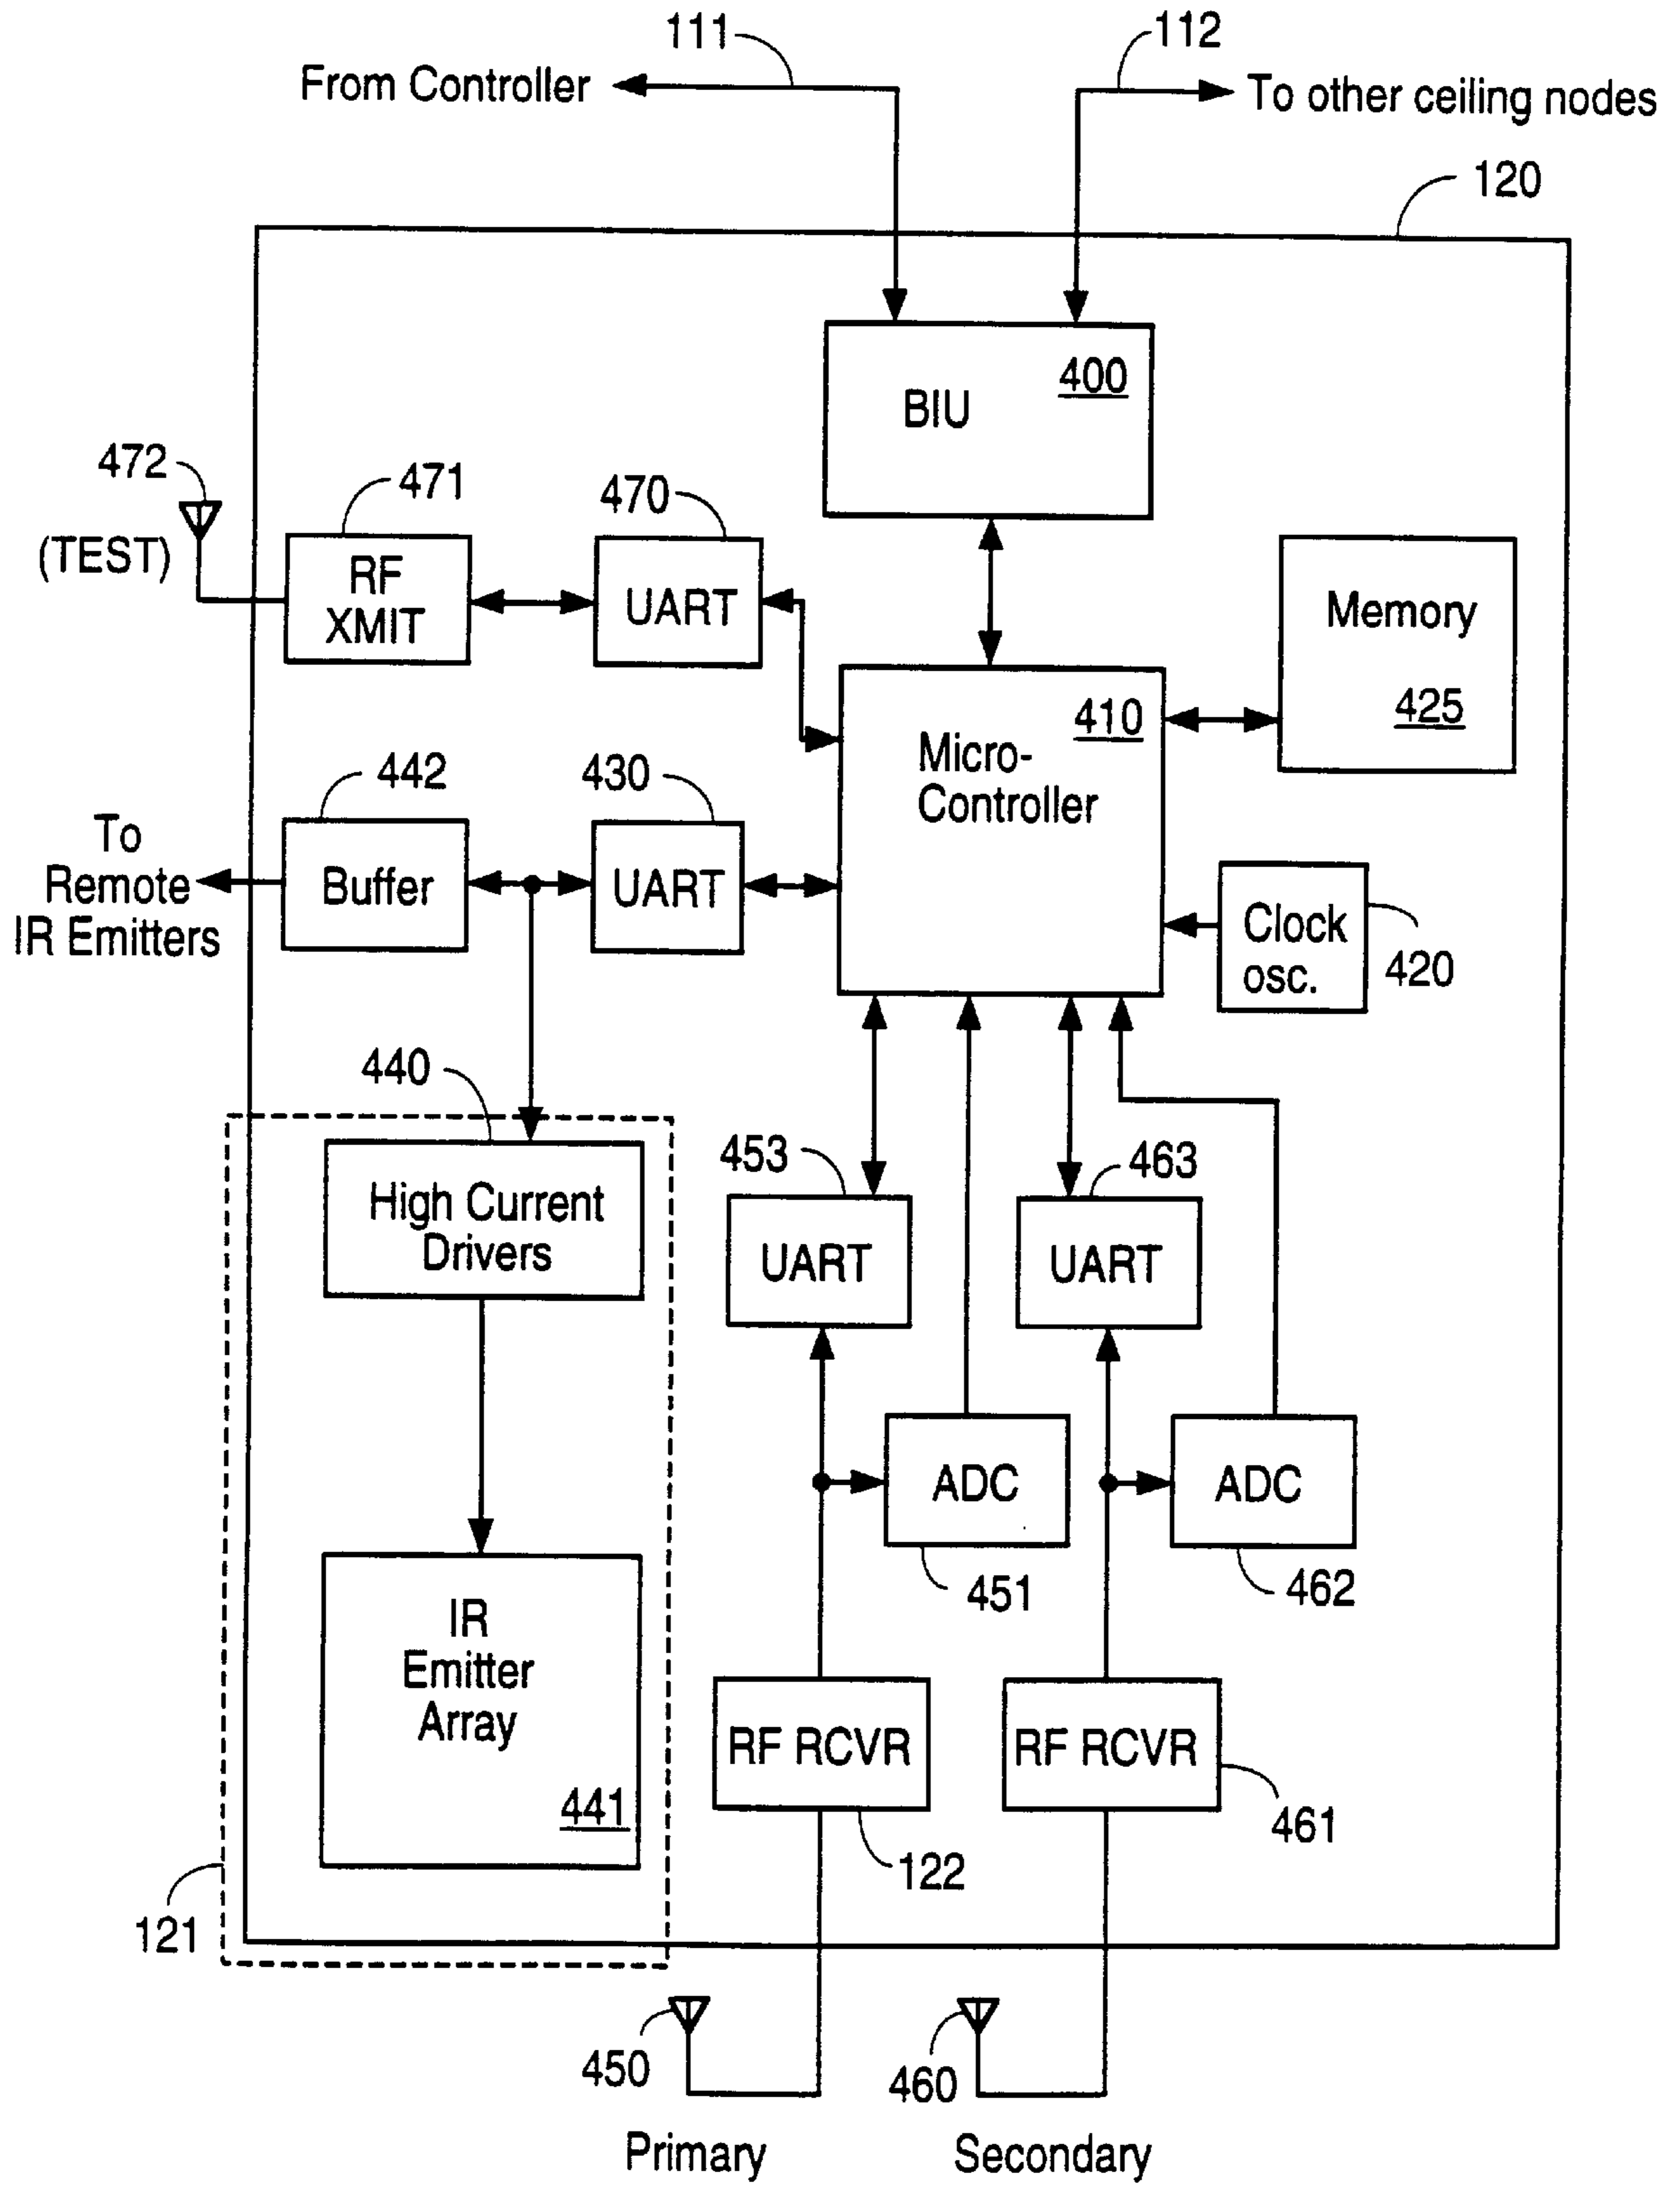 111
112
From Controller
To other ceiling nodes
120
400
BIU
472
471
470
(TEST)
RF
XMIT
UART
Memory
425
410
Micro-
Controller
442
430
To
Remote
IR Emitters
Buffer
UART
Clock
osc.
420
440
High Current
Drivers
453
463
UART
UART
ADC
ADC
451
462
IR
Emitter
Array
441
RF RCVR
RF RCVR
461
122
121
450
460
Primary
Secondary